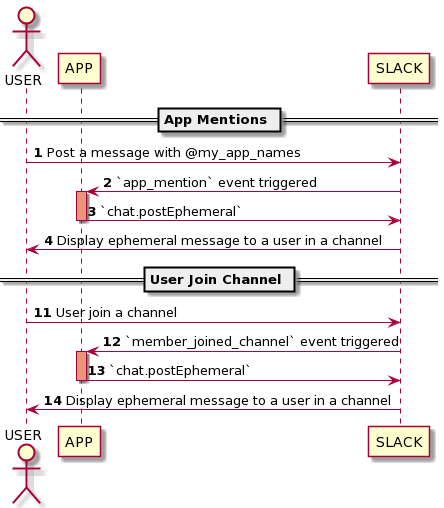 USER
APP
SLACK
App Mentions
1 Post a message with @my_app_names
2 `app_mention` event triggered
3 `chat.postEphemeral`
4 Display ephemeral message to a user in a channel
User Join Channel
11 User join a channel
12 `member_joined_channel` event triggered
13 `chat.postEphemeral`
14 Display ephemeral message to a user in a channel
USER
APP
SLACK